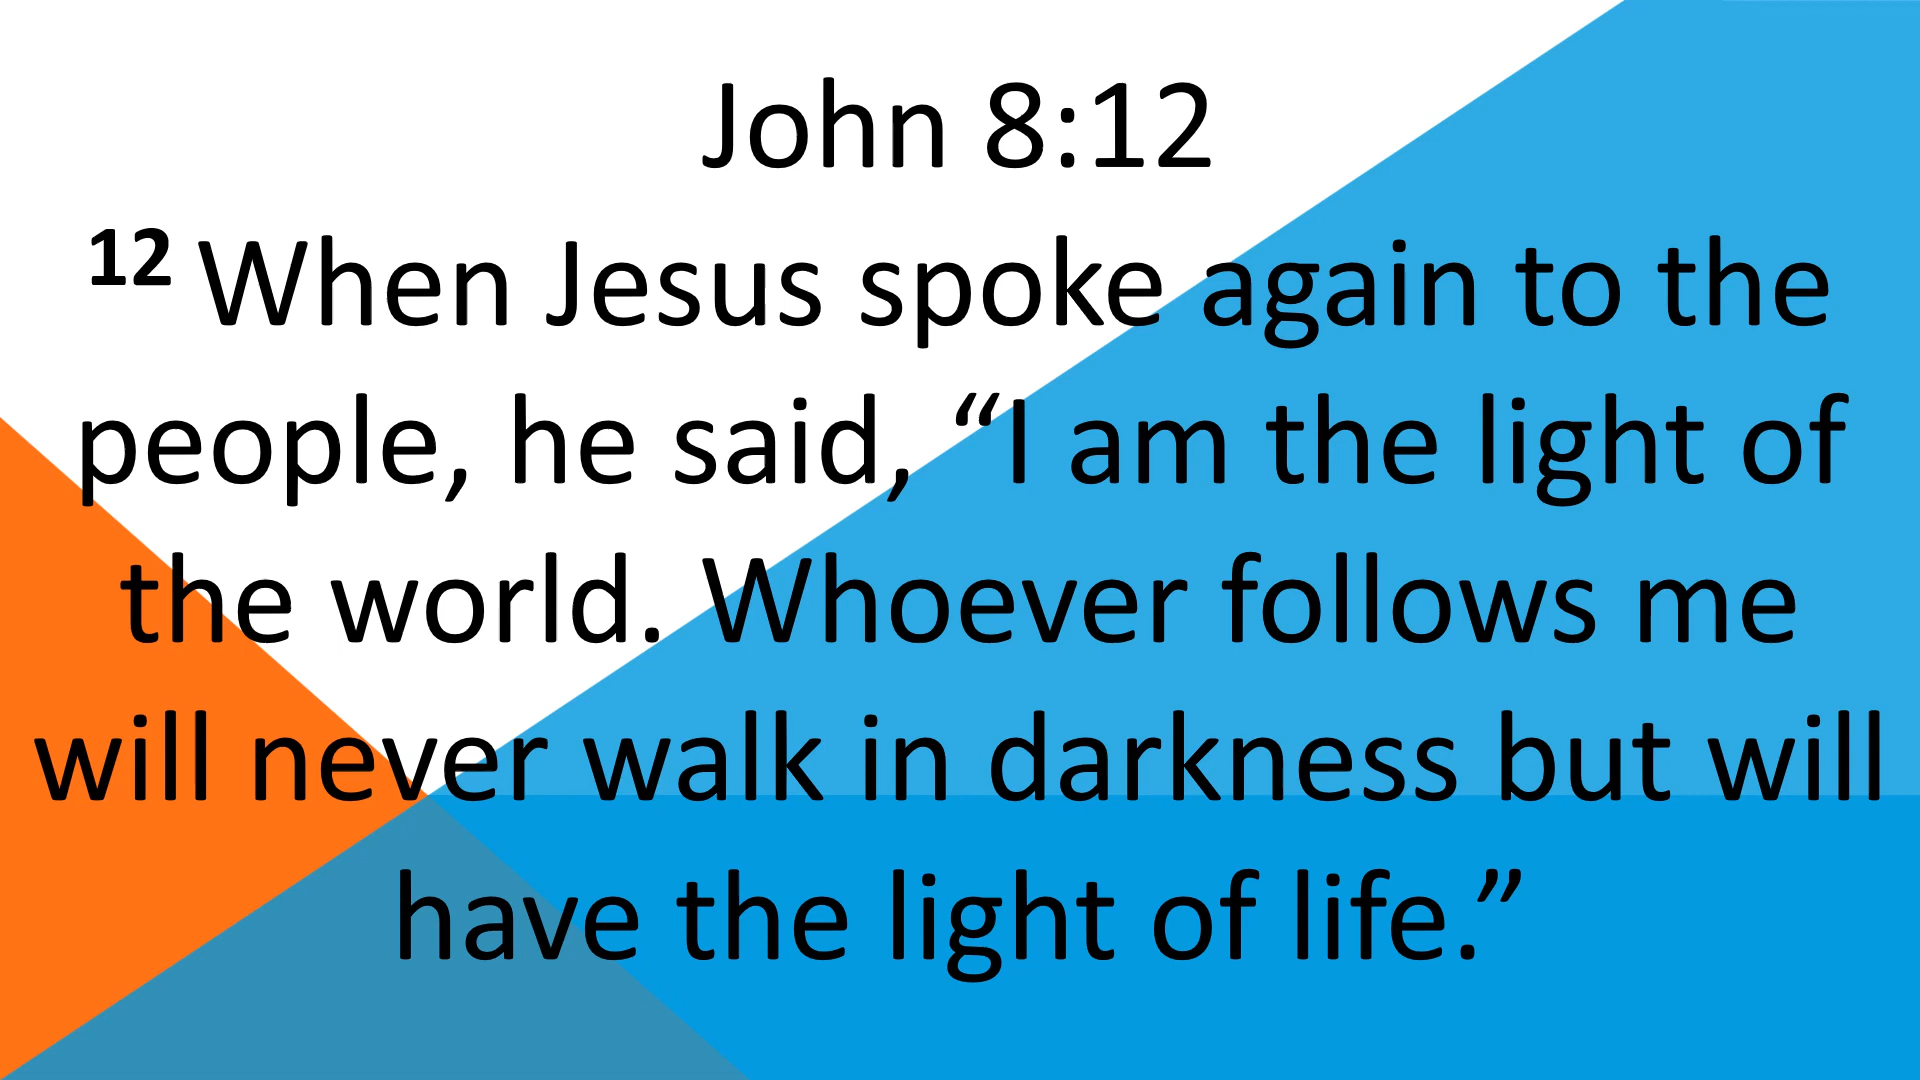 John 8:12
12 When Jesus spoke again to the
people, he said, “I am the light of
the world. Whoever follows me
will never walk in darkness but will
have the light of life.”